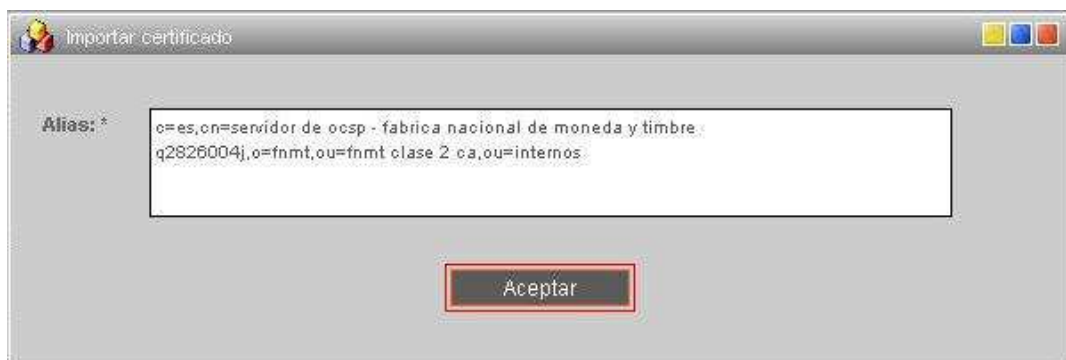 Importar certificado
Alias: *
c=es,cn=servidor de ocsp - fabrica nacional de moneda y timbre
q2826004j,o=fnmt,ou=fnmt clase 2 ca,ou=internos
Aceptar